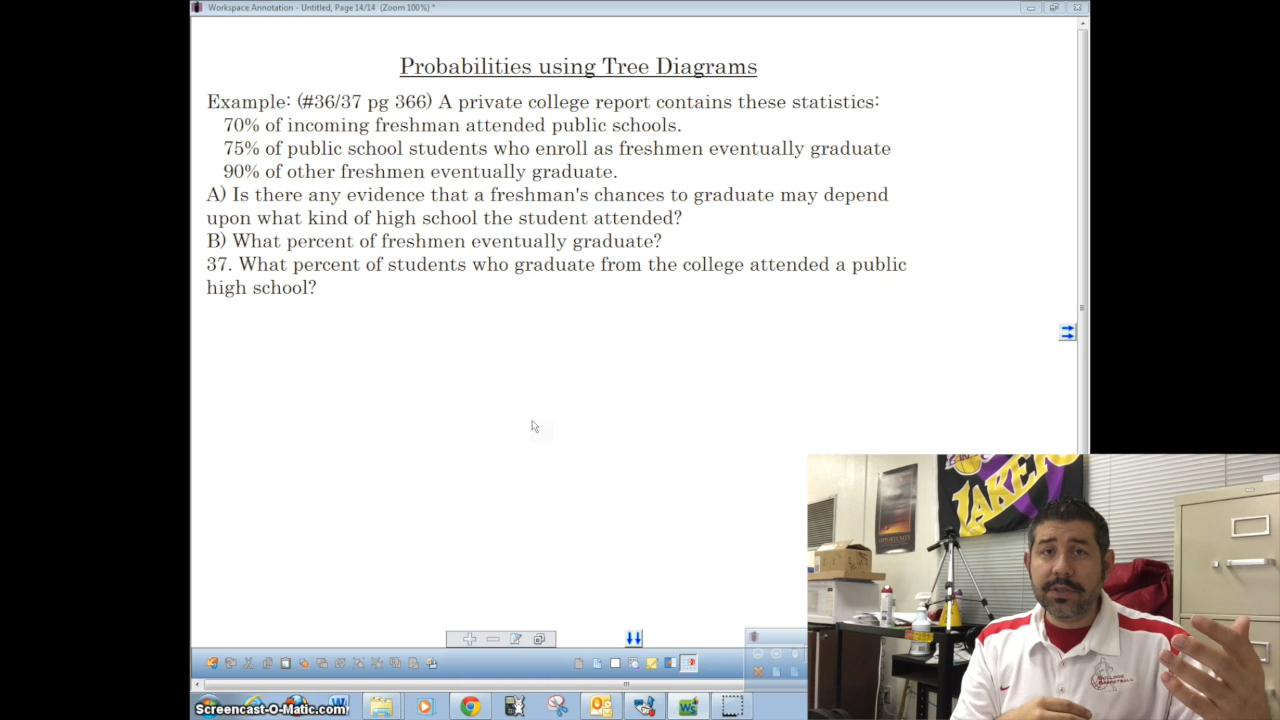 Workspace Annotation - Untitled, Page 14/14 (Zoom 100%) *
Probabilities using Tree Diagrams
Example: (#36/37 pg 366) A private college report contains these statistics:
70% of incoming freshman attended public schools.
75% of public school students who enroll as freshmen eventually graduate
90% of other freshmen eventually graduate.
A) Is there any evidence that a freshman's chances to graduate may depend
upon what kind of high school the student attended?
B) What percent of freshmen eventually graduate?
37. What percent of students who graduate from the college attended a public
high school?
LAKERS
OPPORTUNITY
BULLDOG
BASKETBALL
Screencast-O-Matic.com